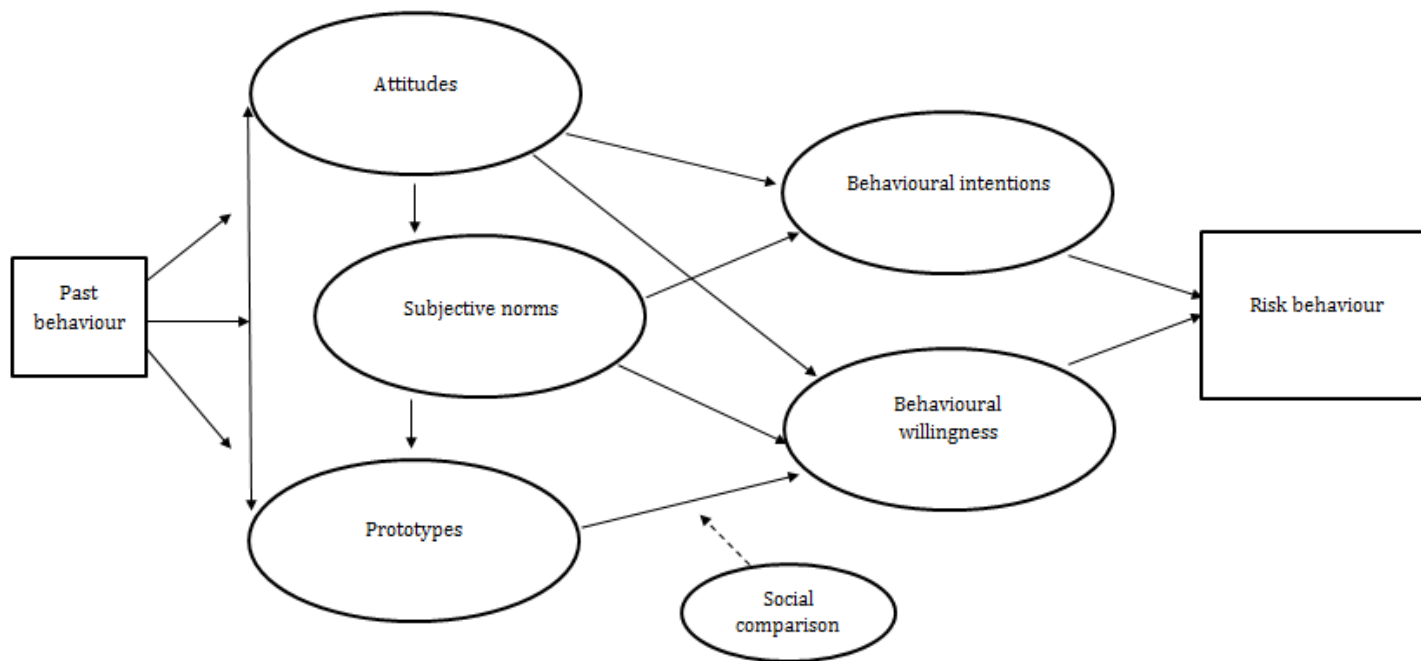 Attitudes
Behavioural intentions
Past
behaviour
Subjective norms
Risk behaviour
Behavioural
willingness
Prototypes
Social
comparison